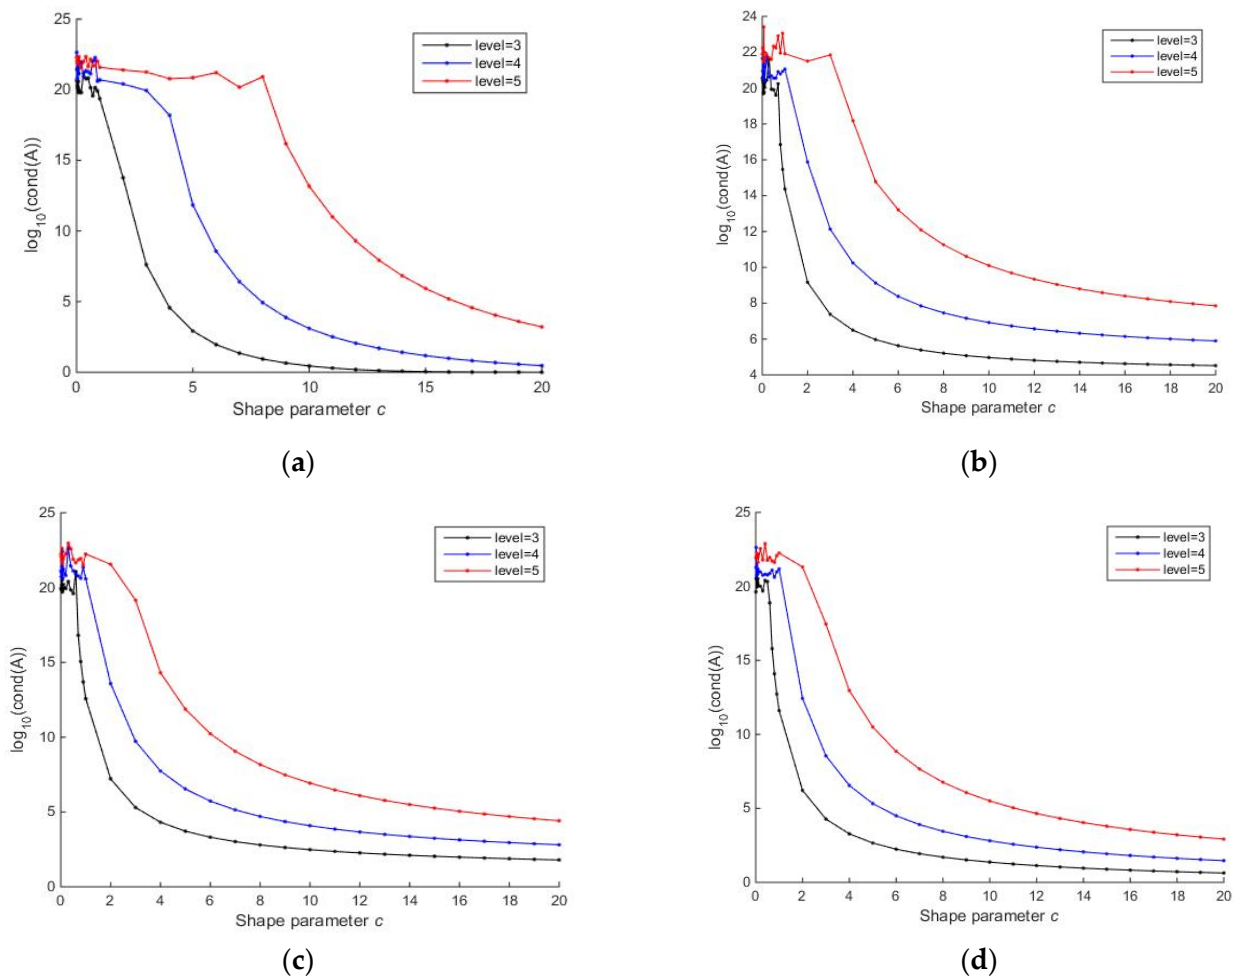 25
20
15
10
5
0
log10(cond(A))
0 5 10 15 20
Shape parameter c
level=3
level=4
level=5
(a)
24
22
20
18
16
14
12
10
8
6
4
log10(cond(A))
0 2 4 6 8 10 12 14 16 18 20
Shape parameter c
level=3
level=4
level=5
(b)
25
20
15
10
5
0
log10(cond(A))
0 2 4 6 8 10 12 14 16 18 20
Shape parameter c
level=3
level=4
level=5
(c)
25
20
15
10
5
0
log10(cond(A))
0 2 4 6 8 10 12 14 16 18 20
Shape parameter c
level=3
level=4
level=5
(d)